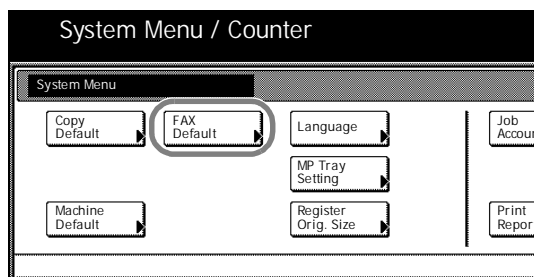 System Menu / Counter
System Menu
Copy
Default
FAX
Default
Language
Job
MP Tray
Setting
Machine
Default
Register
Orig. Size
Print